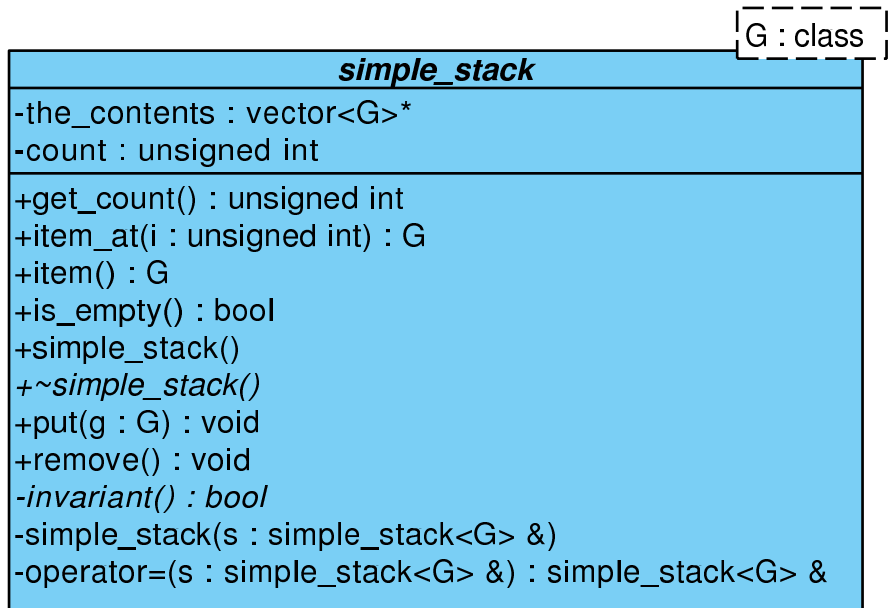 G : class
simple_stack
-the_contents : vector<G>*
-count : unsigned int
+get_count() : unsigned int
+item_at(i : unsigned int) : G
+item() : G
+is_empty() : bool
+simple_stack()
+~simple_stack()
+put(g : G) : void
+remove() : void
-invariant() : bool
-simple_stack(s : simple_stack<G> &)
-operator=(s : simple_stack<G> &) : simple_stack<G> &